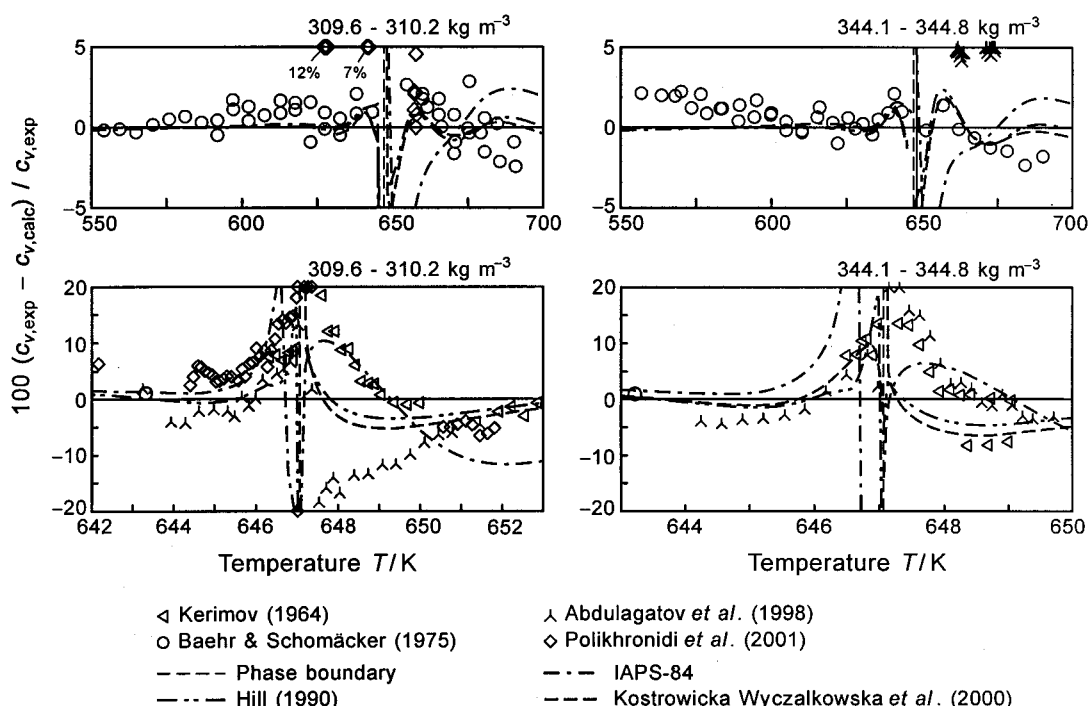 309.6 - 310.2 kg m⁻³
344.1 - 344.8 kg m⁻³
5
0
−5
12%
7%
550
600
650
700
5
0
−5
550
600
650
700
100 (c_v,exp − c_v,calc) / c_v,exp
309.6 - 310.2 kg m⁻³
344.1 - 344.8 kg m⁻³
20
10
0
−10
−20
642
644
646
648
650
652
20
10
0
−10
−20
644
646
648
650
Temperature T/K
Temperature T/K
Kerimov (1964)
Abdulagatov et al. (1998)
Baehr & Schomäcker (1975)
Polikhronidi et al. (2001)
Phase boundary
IAPS-84
Hill (1990)
Kostrowicka Wyczalkowska et al. (2000)